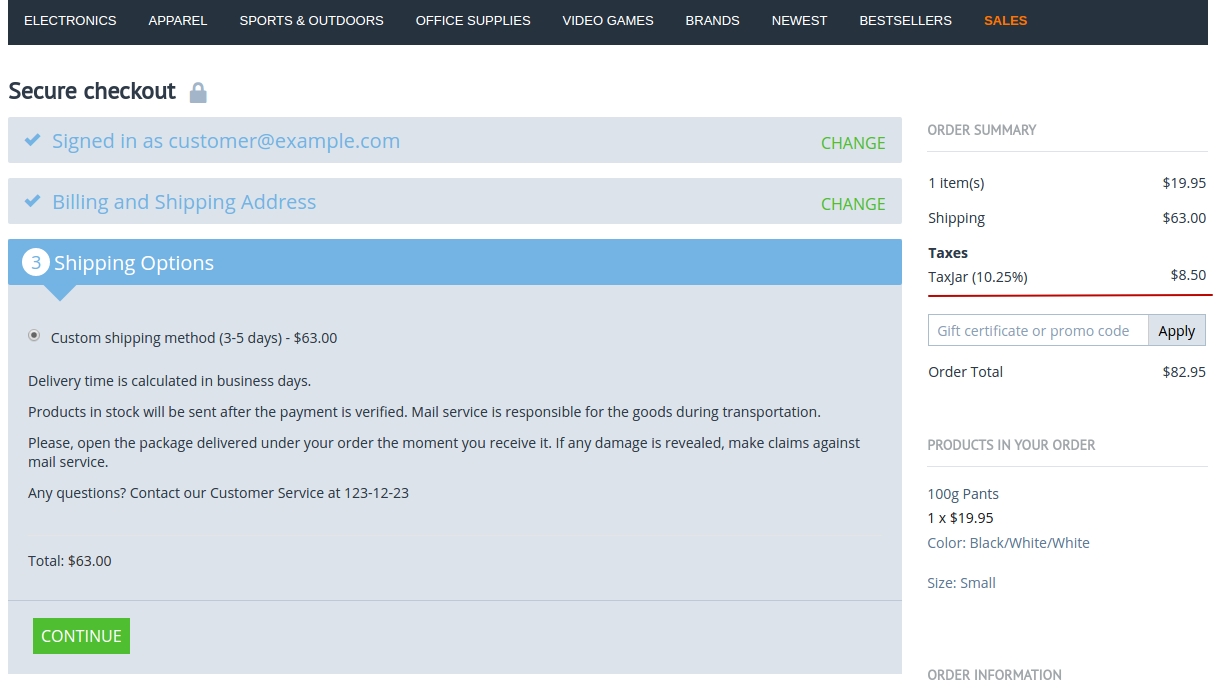 ELECTRONICS APPAREL SPORTS & OUTDOORS OFFICE SUPPLIES VIDEO GAMES BRANDS NEWEST BESTSELLERS SALES
Secure checkout
Signed in as customer@example.com CHANGE
Billing and Shipping Address CHANGE
3 Shipping Options
Custom shipping method (3-5 days) - $63.00
Delivery time is calculated in business days.
Products in stock will be sent after the payment is verified. Mail service is responsible for the goods during transportation.
Please, open the package delivered under your order the moment you receive it. If any damage is revealed, make claims against
mail service.
Any questions? Contact our Customer Service at 123-12-23
Total: $63.00
CONTINUE
ORDER SUMMARY
1 item(s) $19.95
Shipping $63.00
Taxes
TaxJar (10.25%) $8.50
Gift certificate or promo code Apply
Order Total $82.95
PRODUCTS IN YOUR ORDER
100g Pants
1 x $19.95
Color: Black/White/White
Size: Small
ORDER INFORMATION